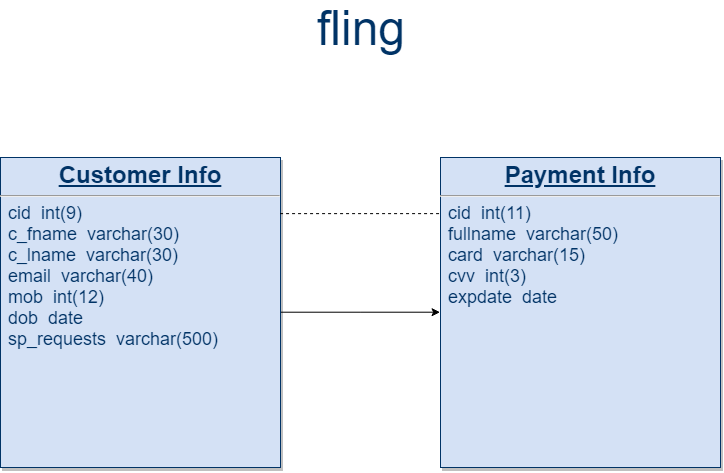 fling
Customer Info
cid int(9)
c_fname varchar(30)
c_lname varchar(30)
email varchar(40)
mob int(12)
dob date
sp_requests varchar(500)
Payment Info
cid int(11)
fullname varchar(50)
card varchar(15)
cvv int(3)
expdate date